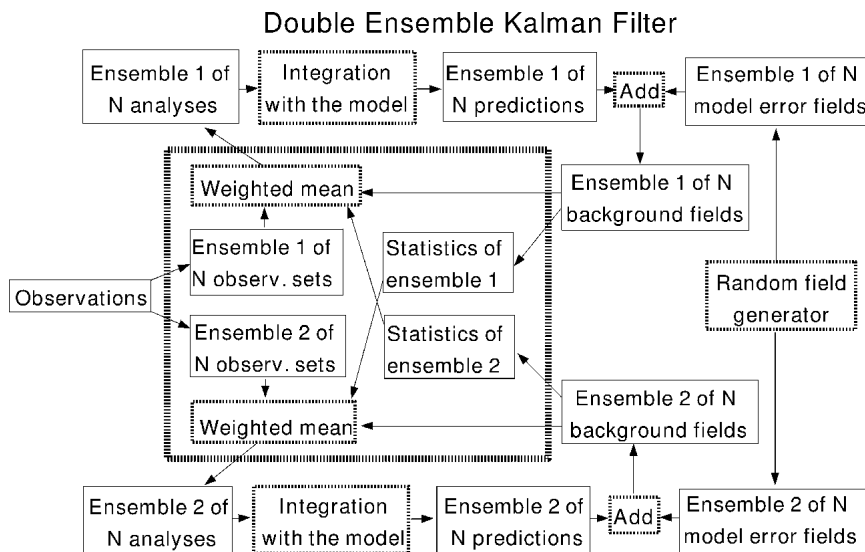 Double Ensemble Kalman Filter
Ensemble 1 of
N analyses
Integration
with the model
Ensemble 1 of
N predictions
Add
Ensemble 1 of N
model error fields
Weighted mean
Ensemble 1 of N
background fields
Ensemble 1 of
N observ. sets
Statistics of
ensemble 1
Observations
Random field
generator
Ensemble 2 of
N observ. sets
Statistics of
ensemble 2
Weighted mean
Ensemble 2 of N
background fields
Ensemble 2 of
N analyses
Integration
with the model
Ensemble 2 of
N predictions
Add
Ensemble 2 of N
model error fields